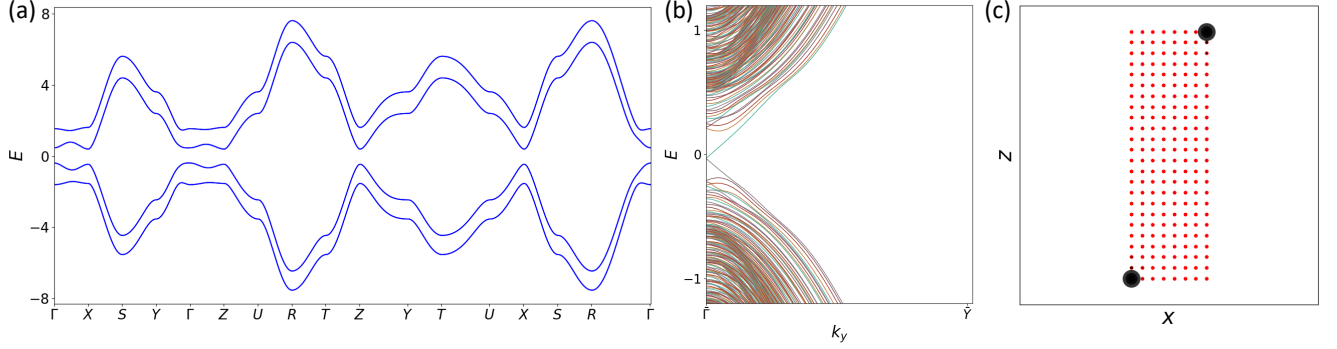 (a)
8
4
0
−4
−8
E
Γ X S Y Γ Z U R T Z Y T U X S R Γ
(b)
1
0
−1
E
Γ̄ Ȳ
k_y
(c)
Z
X